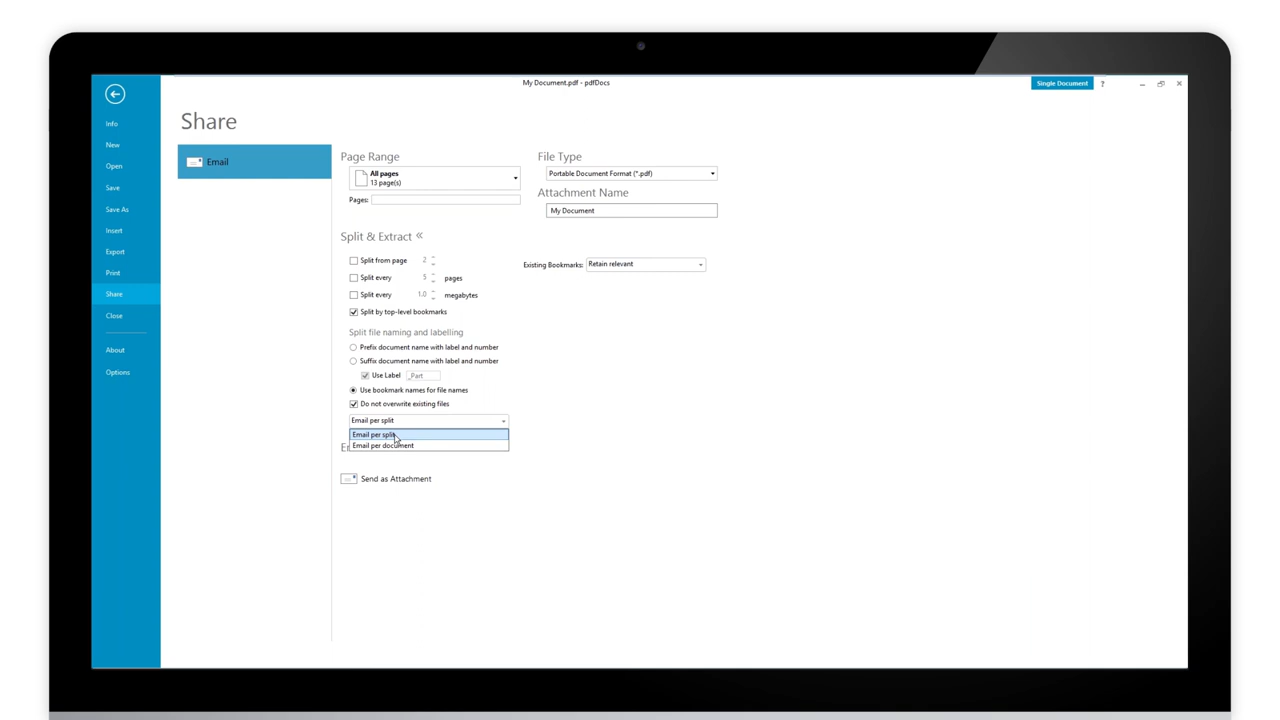 My Document.pdf - pdfDocs
Single Document
?
Info
New
Open
Save
Save As
Insert
Export
Print
Share
Close
About
Options
Share
Email
Page Range
All pages
13 page(s)
Pages:
File Type
Portable Document Format (*.pdf)
Attachment Name
My Document
Split & Extract «
Split from page 2
Split every 5 pages
Split every 1.0 megabytes
Split by top-level bookmarks
Existing Bookmarks: Retain relevant
Split file naming and labelling
Prefix document name with label and number
Suffix document name with label and number
Use Label _Part
Use bookmark names for file names
Do not overwrite existing files
Email per split
Email per split
Email per document
Send as Attachment